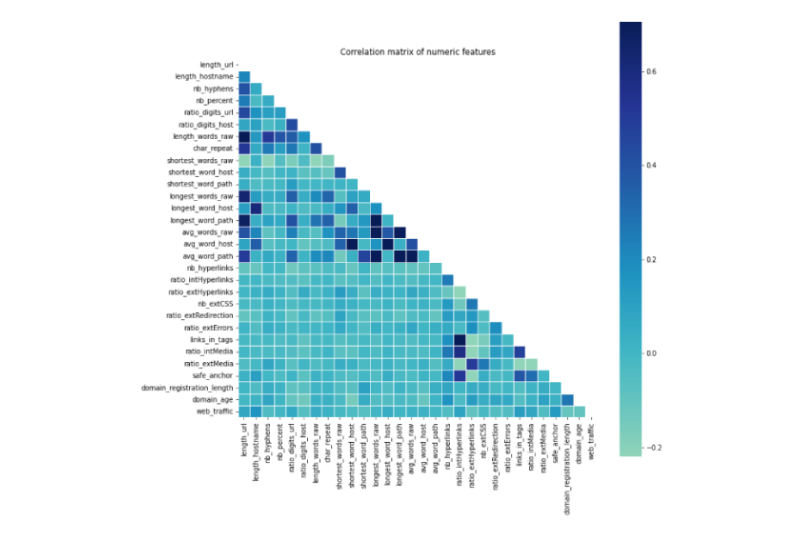 Correlation matrix of numeric features
length_url
length_hostname
nb_hyphens
nb_percent
ratio_digits_url
ratio_digits_host
length_words_raw
char_repeat
shortest_words_raw
shortest_word_host
shortest_word_path
longest_words_raw
longest_word_host
longest_word_path
avg_words_raw
avg_word_host
avg_word_path
nb_hyperlinks
ratio_intHyperlinks
ratio_extHyperlinks
nb_extCSS
ratio_extRedirection
ratio_extErrors
links_in_tags
ratio_intMedia
ratio_extMedia
safe_anchor
domain_registration_length
domain_age
web_traffic
length_url
length_hostname
nb_hyphens
nb_percent
ratio_digits_url
ratio_digits_host
length_words_raw
char_repeat
shortest_words_raw
shortest_word_host
shortest_word_path
longest_words_raw
longest_word_host
longest_word_path
avg_words_raw
avg_word_host
avg_word_path
nb_hyperlinks
ratio_intHyperlinks
ratio_extHyperlinks
nb_extCSS
ratio_extRedirection
ratio_extErrors
links_in_tags
ratio_intMedia
ratio_extMedia
safe_anchor
domain_registration_length
domain_age
web_traffic
0.6
0.4
0.2
0.0
−0.2